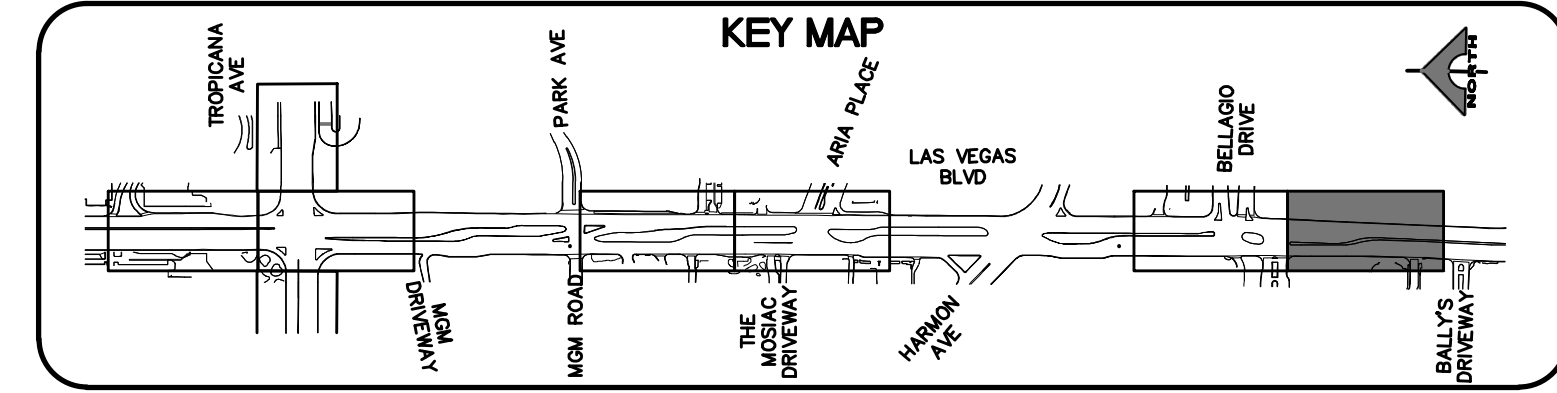 KEY MAP
TROPICANA
AVE
PARK AVE
ARIA PLACE
LAS VEGAS
BLVD
BELLAGIO
DRIVE
NORTH
MGM
DRIVEWAY
MGM ROAD
THE
MOSIAC
DRIVEWAY
HARMON
AVE
BALLY'S
DRIVEWAY